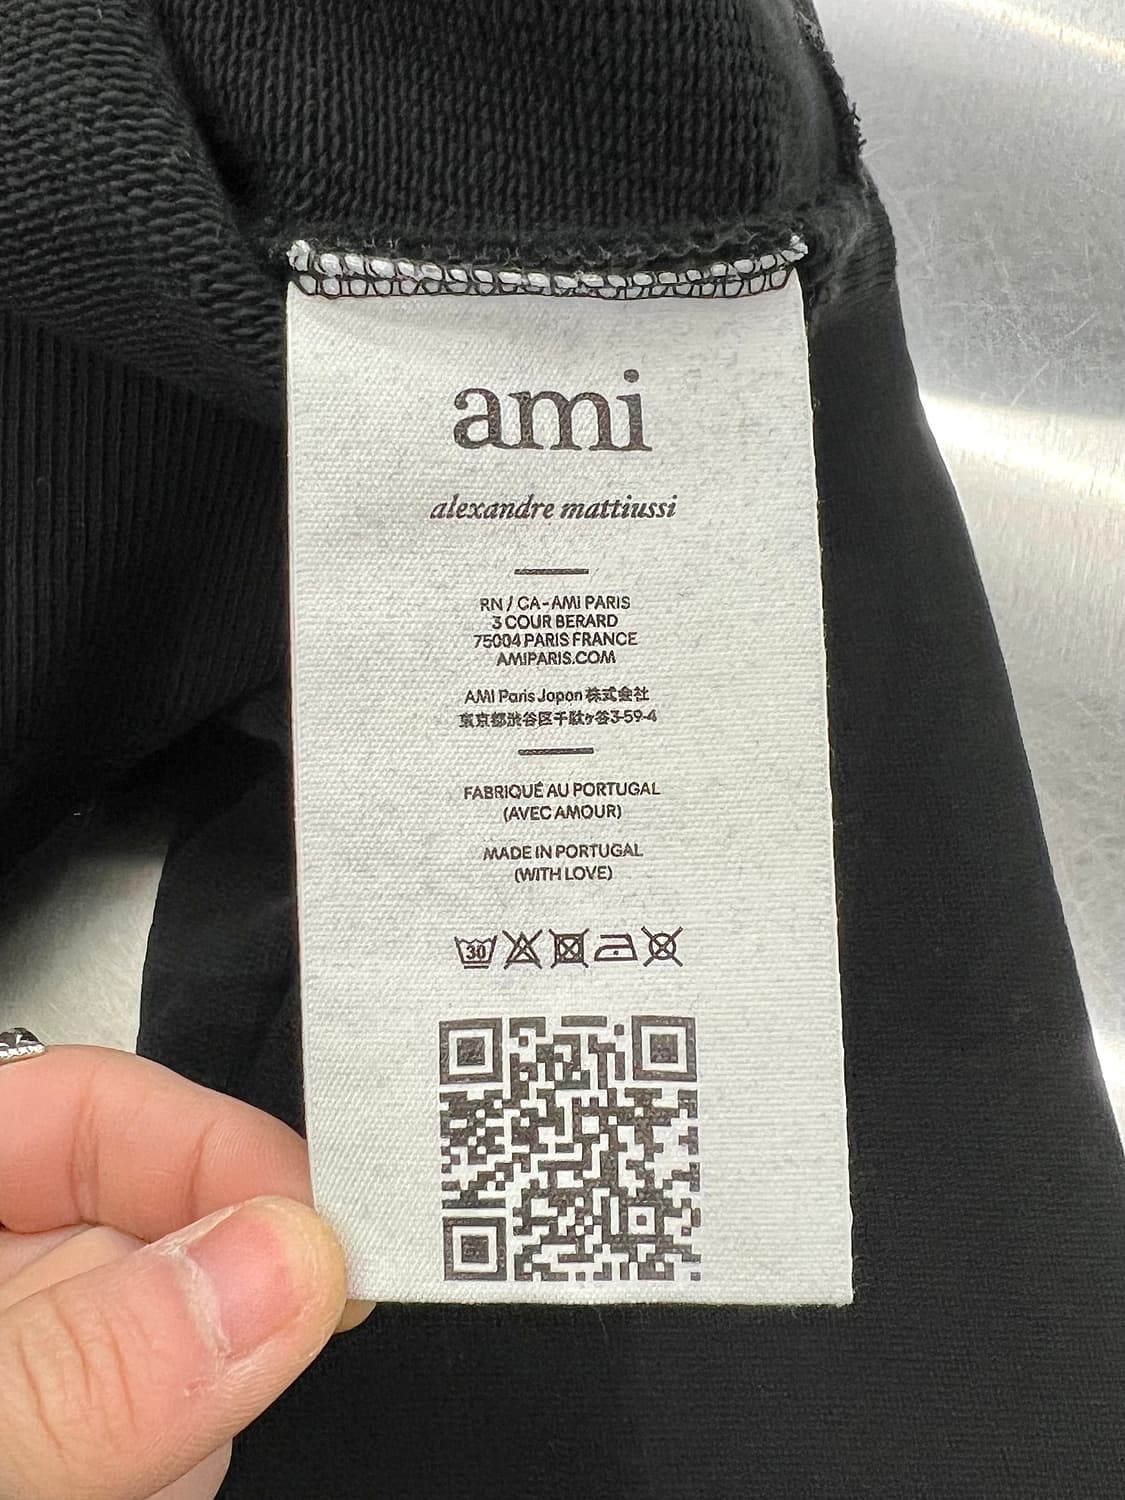 ami
alexandre mattiussi
RN / CA-AMI PARIS
3 COUR BERARD
75004 PARIS FRANCE
AMIPARIS.COM
AMI Paris Japan 株式会社
東京都渋谷区千駄ヶ谷3-59-4
FABRIQUÉ AU PORTUGAL
(AVEC AMOUR)
MADE IN PORTUGAL
(WITH LOVE)
30